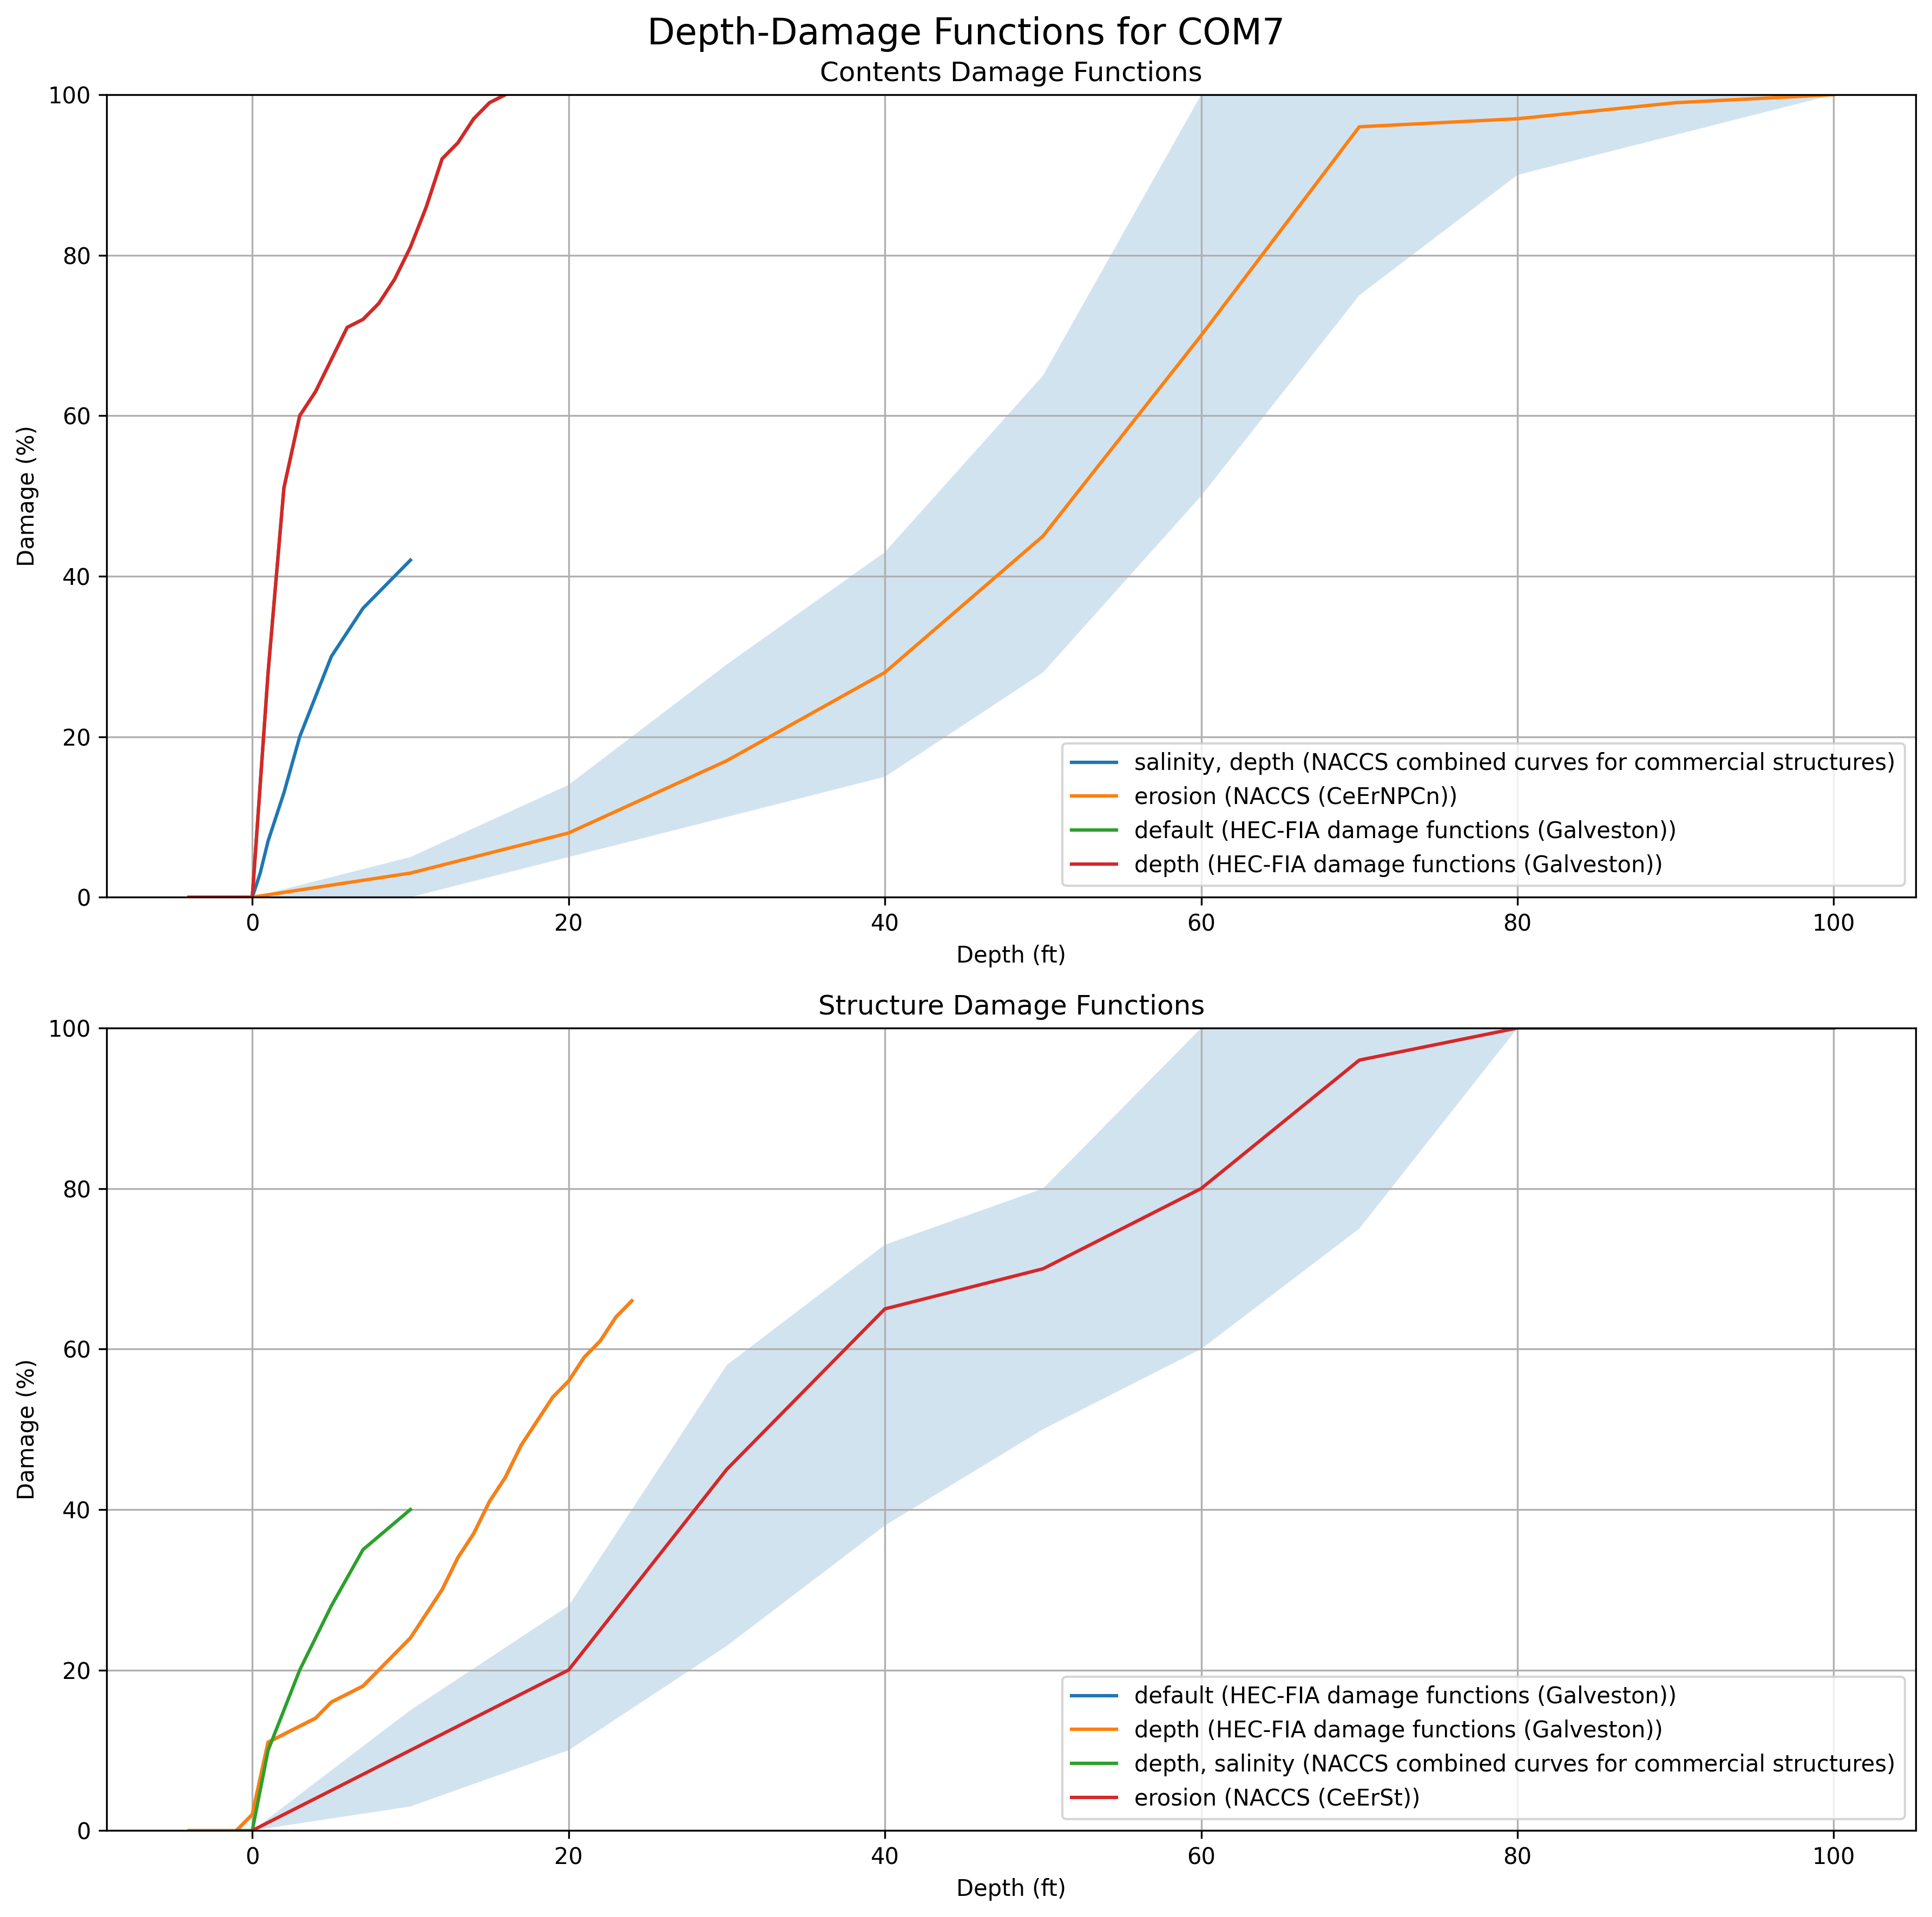 Depth-Damage Functions for COM7
Contents Damage Functions
100
80
60
40
20
0
Damage (%)
salinity, depth (NACCS combined curves for commercial structures)
erosion (NACCS (CeErNPCn))
default (HEC-FIA damage functions (Galveston))
depth (HEC-FIA damage functions (Galveston))
0 20 40 60 80 100
Depth (ft)
Structure Damage Functions
100
80
60
40
20
0
Damage (%)
default (HEC-FIA damage functions (Galveston))
depth (HEC-FIA damage functions (Galveston))
depth, salinity (NACCS combined curves for commercial structures)
erosion (NACCS (CeErSt))
0 20 40 60 80 100
Depth (ft)